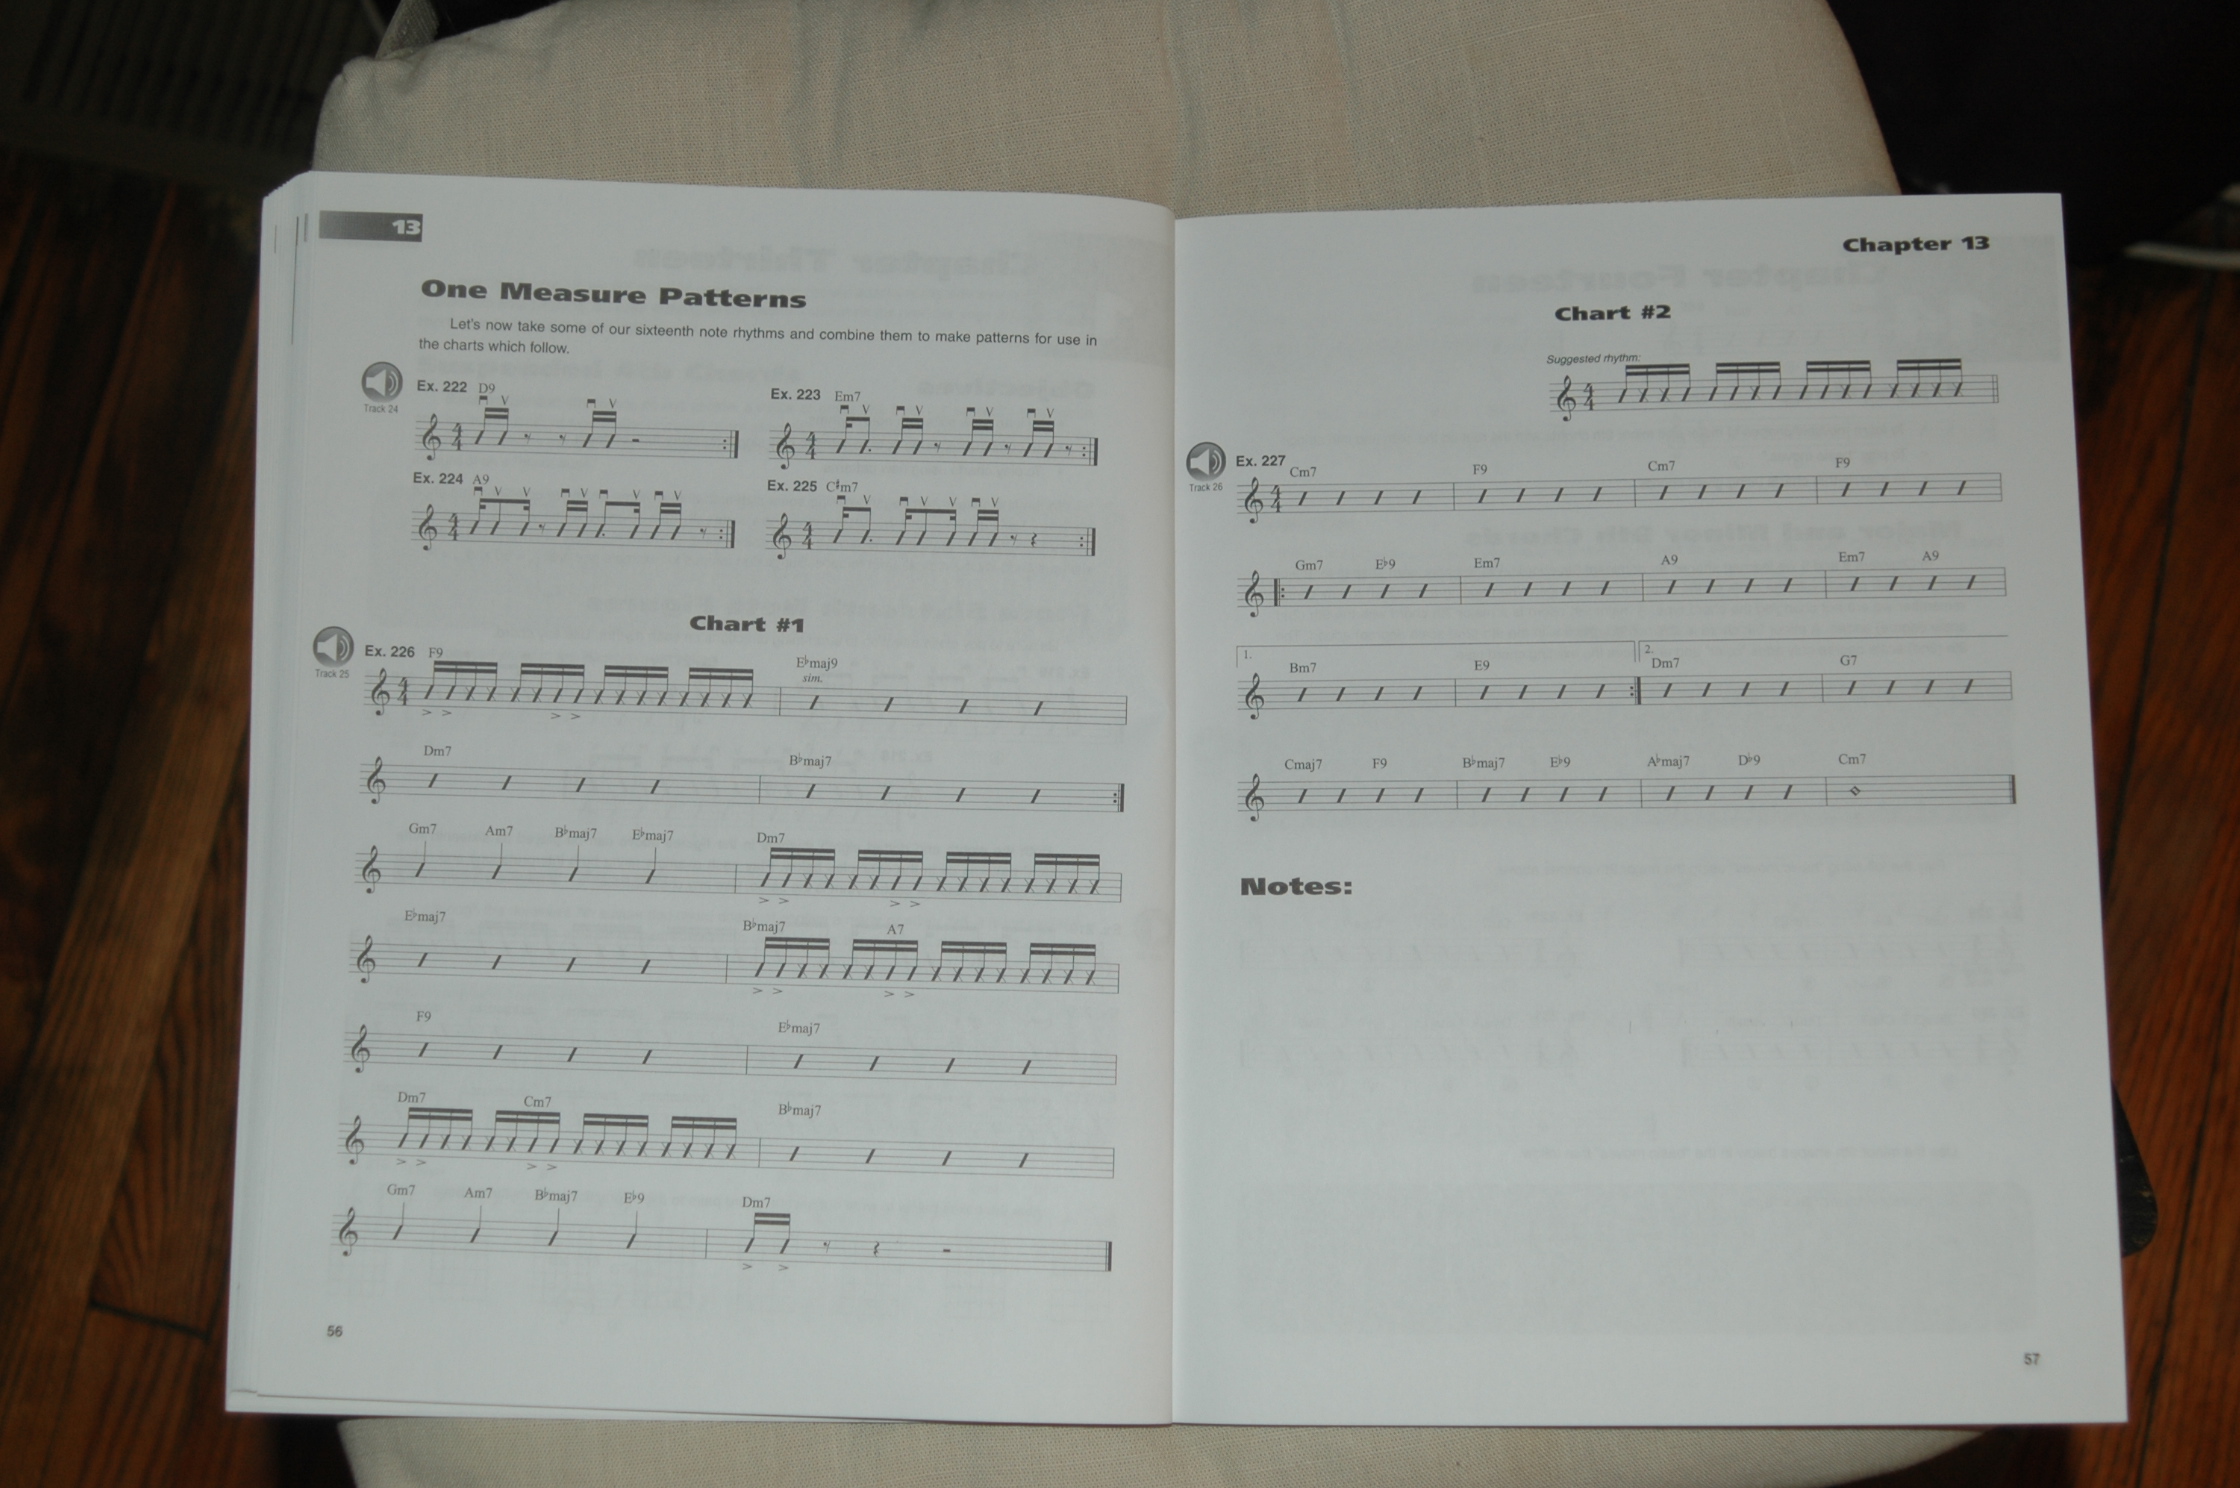 13
One Measure Patterns
Let's now take some of our sixteenth note rhythms and combine them to make patterns for use in
the charts which follow.
Track 24
Ex. 222 D9
Ex. 223 Em7
Ex. 224 A9
Ex. 225 C♯m7
Chart #1
Track 25
Ex. 226 F9 E♭maj9
sim.
Dm7 B♭maj7
Gm7 Am7 B♭maj7 E♭maj7 Dm7
E♭maj7 B♭maj7 A7
F9 E♭maj7
Dm7 Cm7 B♭maj7
Gm7 Am7 B♭maj7 E♭9 Dm7
56
Chapter 13
Chart #2
Suggested rhythm:
Track 26
Ex. 227 Cm7 F9 Cm7 F9
Gm7 E♭9 Em7 A9 Em7 A9
1. 2.
Bm7 E9 Dm7 G7
Cmaj7 F9 B♭maj7 E♭9 A♭maj7 D♭9 Cm7
Notes:
57